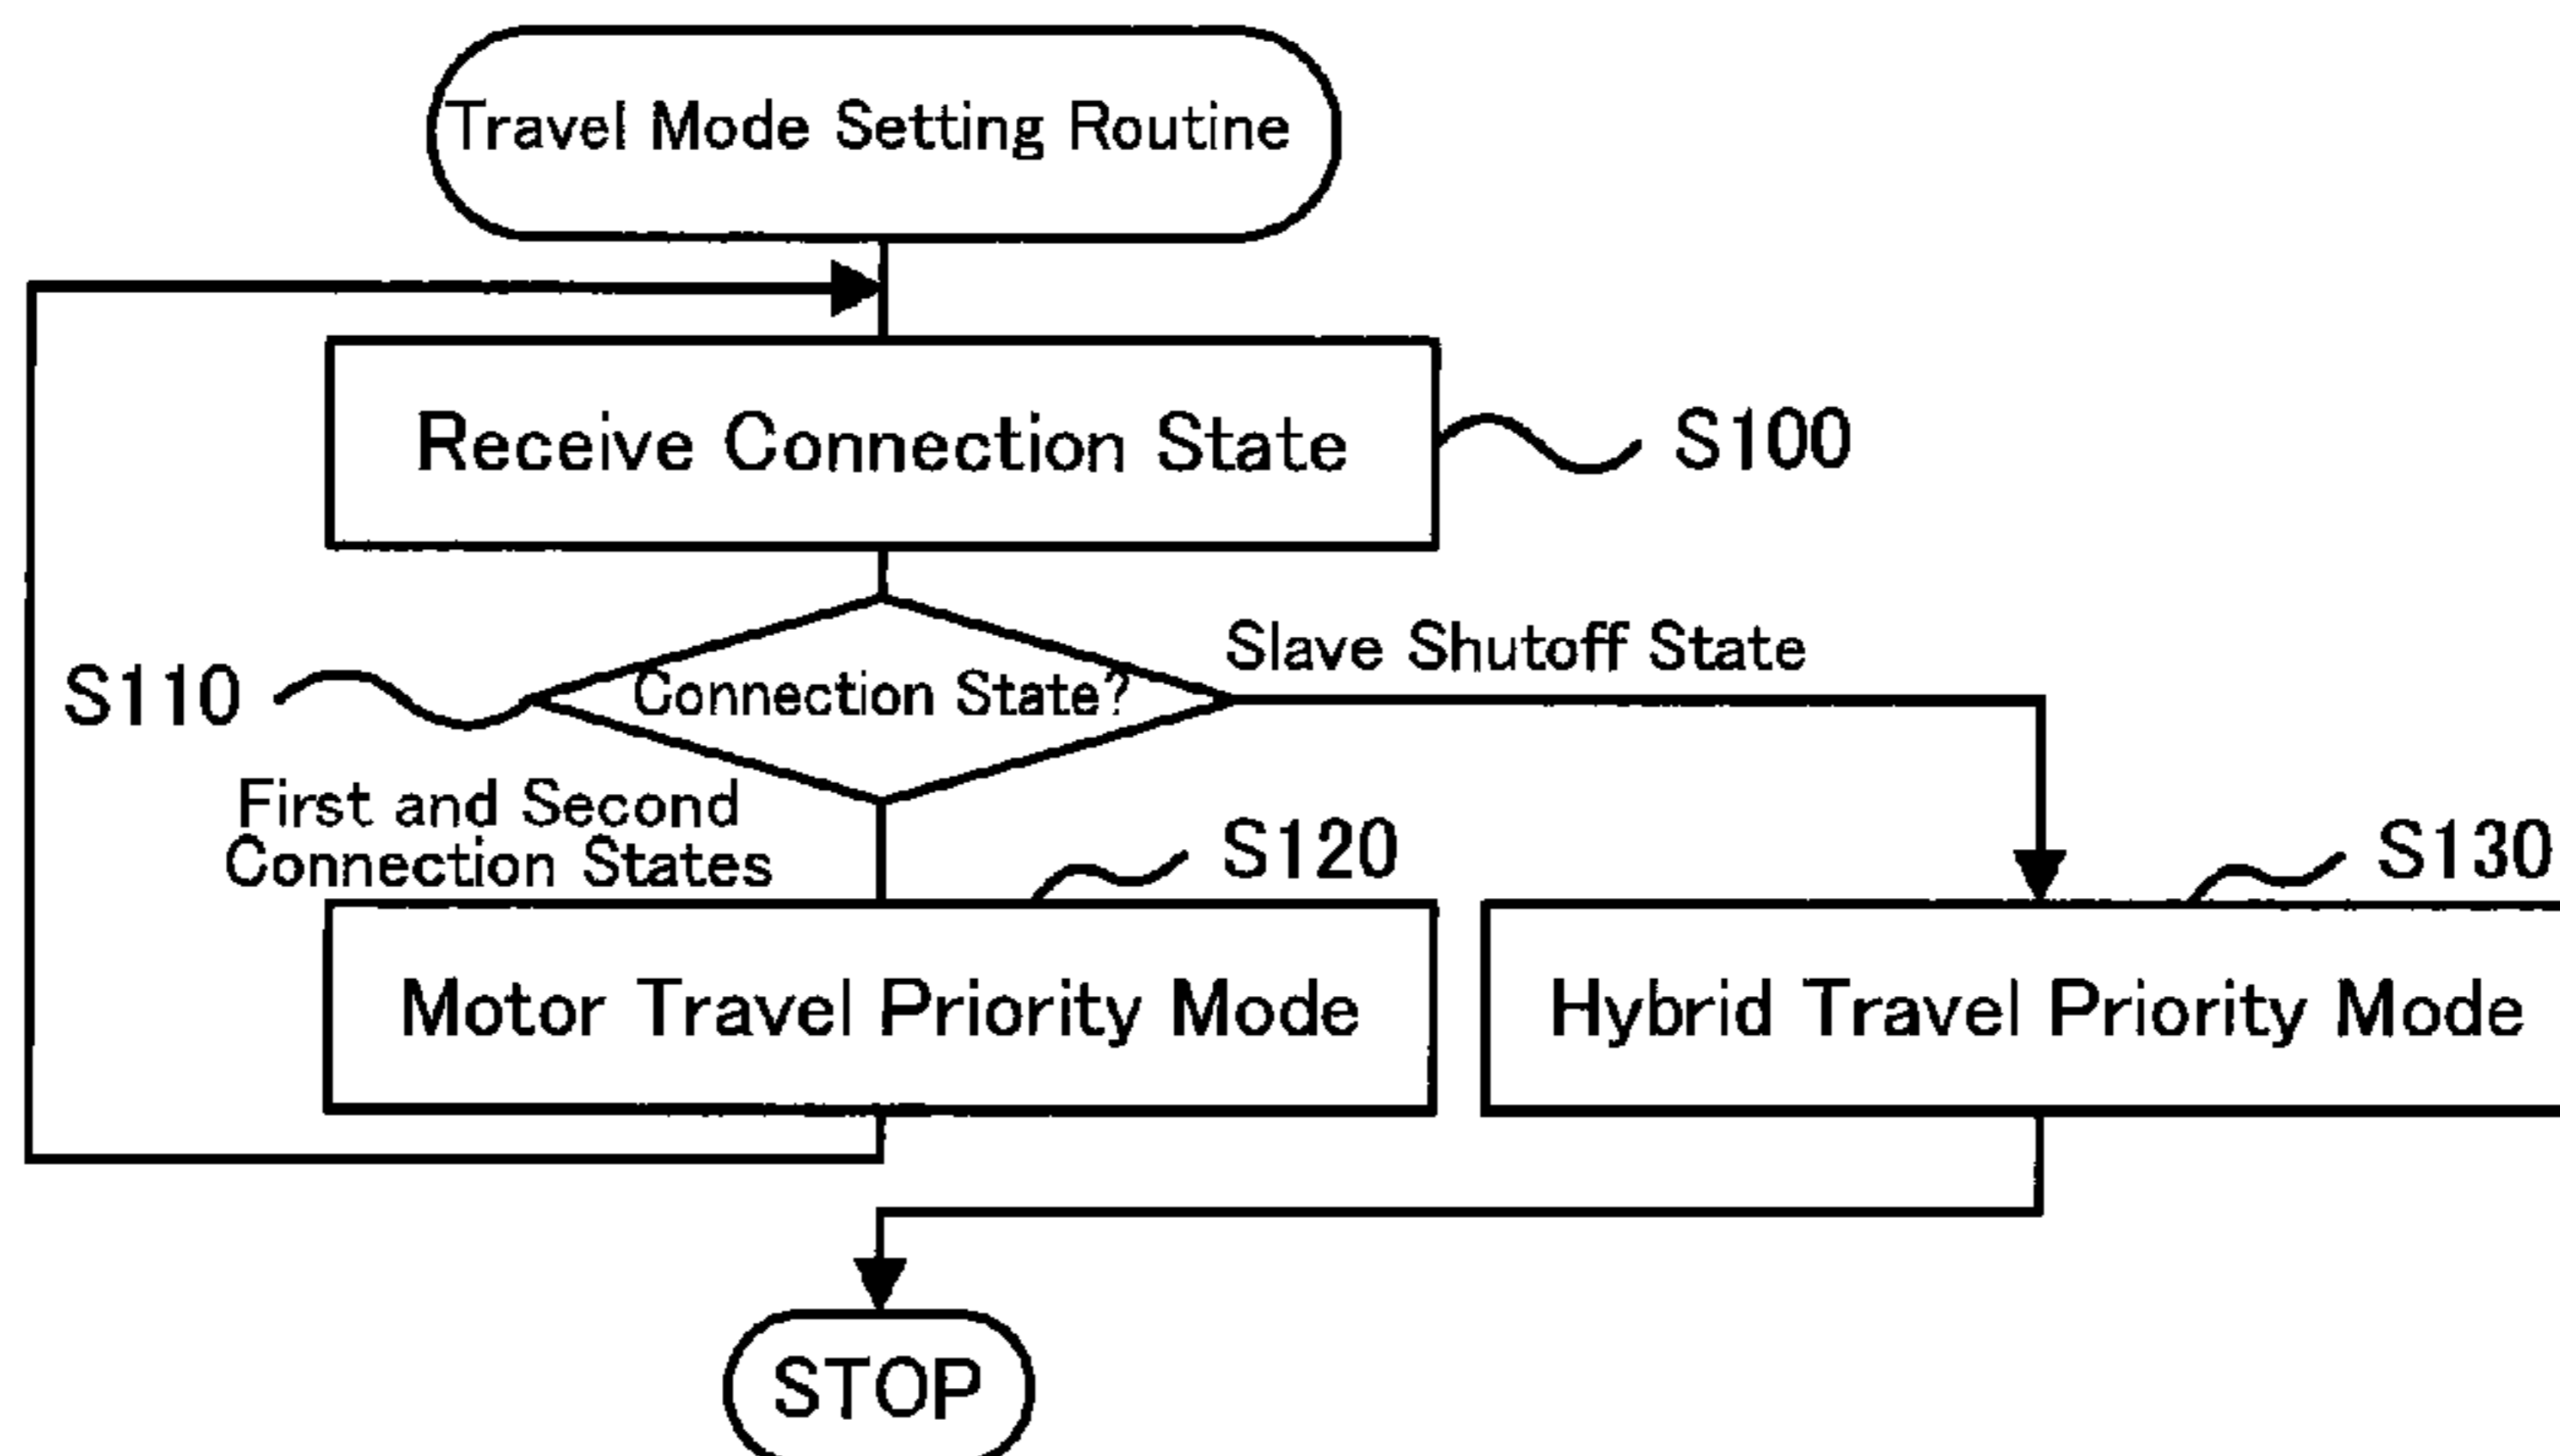 Travel Mode Setting Routine
Receive Connection State
S100
Slave Shutoff State
S110
Connection State?
First and Second
Connection States
S120
S130
Motor Travel Priority Mode
Hybrid Travel Priority Mode
STOP